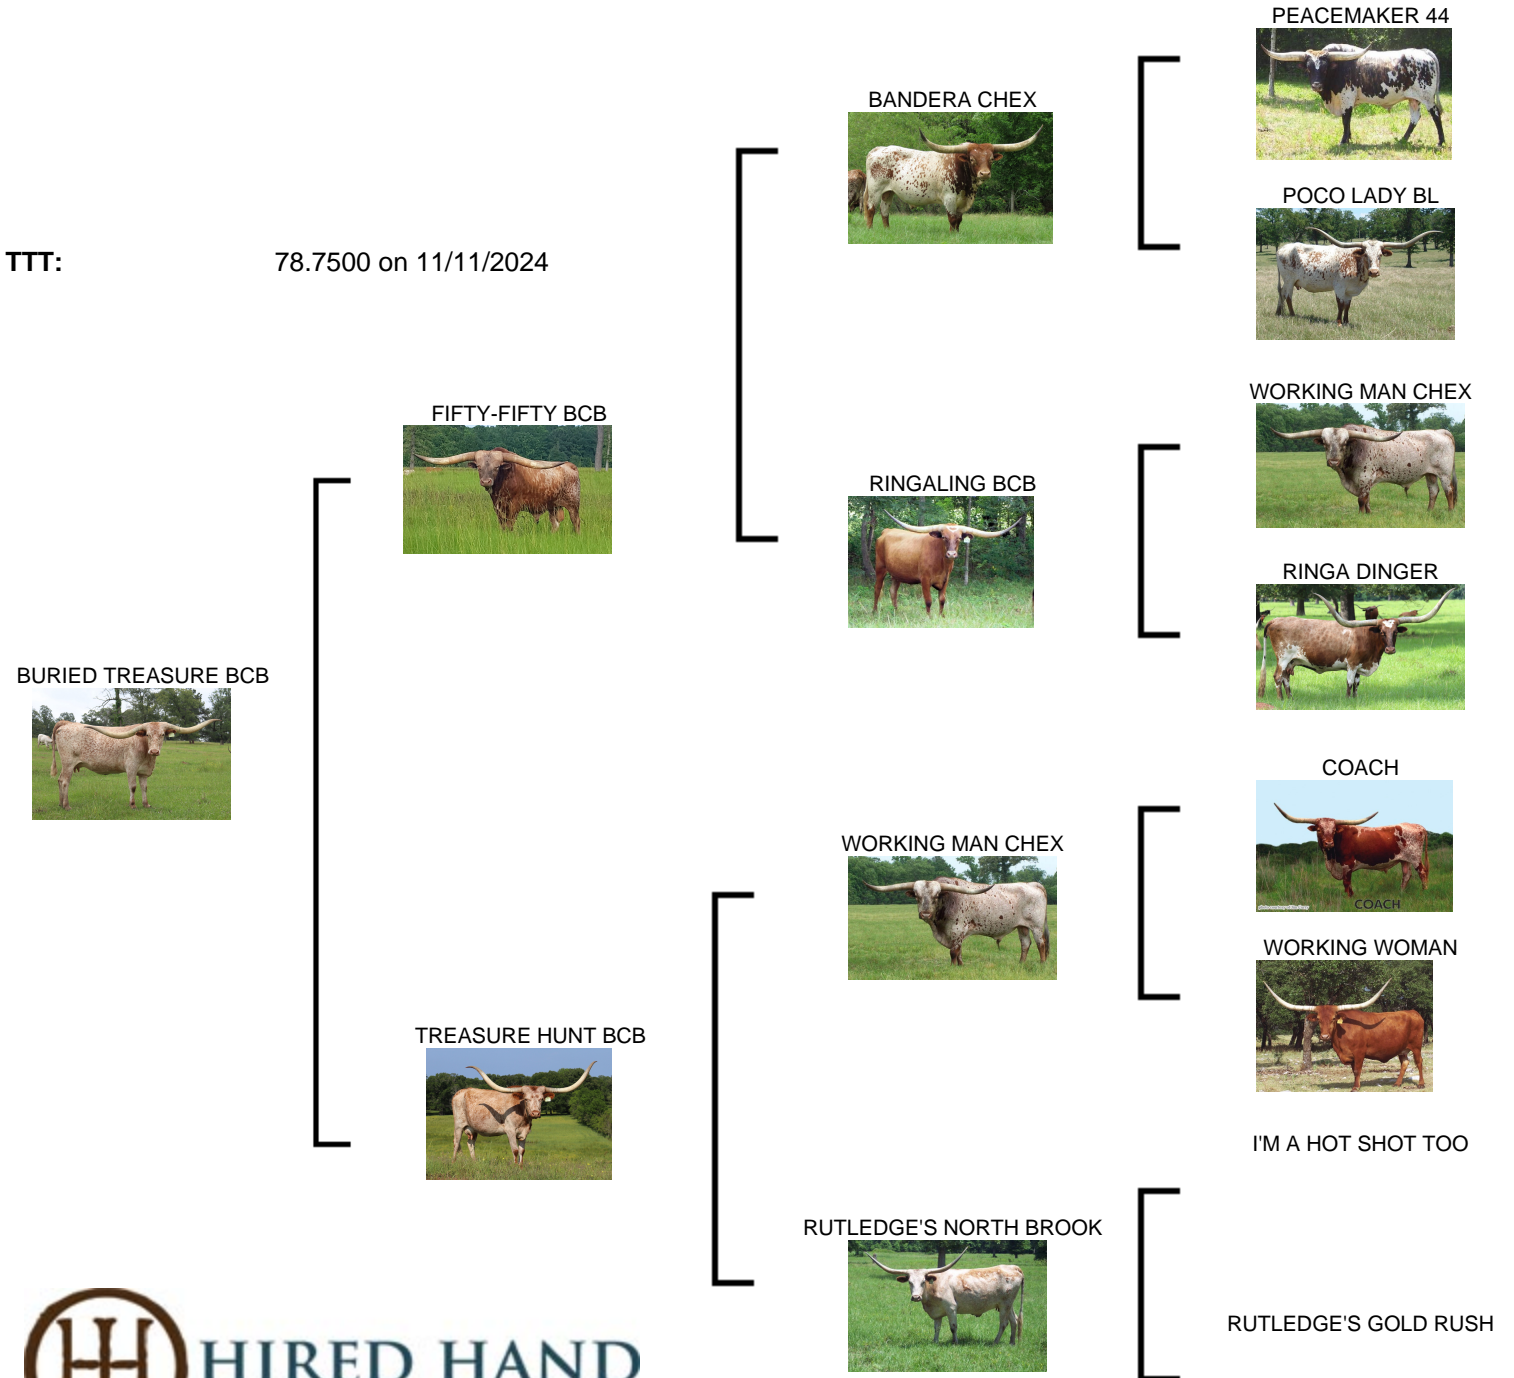 PEACEMAKER 44
BANDERA CHEX
POCO LADY BL
TTT: 78.7500 on 11/11/2024
WORKING MAN CHEX
FIFTY-FIFTY BCB
RINGALING BCB
RINGA DINGER
BURIED TREASURE BCB
COACH
WORKING MAN CHEX
COACH
WORKING WOMAN
TREASURE HUNT BCB
I'M A HOT SHOT TOO
RUTLEDGE'S NORTH BROOK
RUTLEDGE'S GOLD RUSH
HIRED HAND